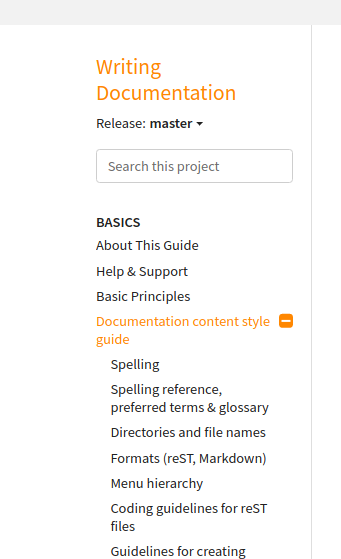 Writing
Documentation
Release: master
Search this project
BASICS
About This Guide
Help & Support
Basic Principles
Documentation content style
guide
Spelling
Spelling reference,
preferred terms & glossary
Directories and file names
Formats (reST, Markdown)
Menu hierarchy
Coding guidelines for reST
files
Guidelines for creating